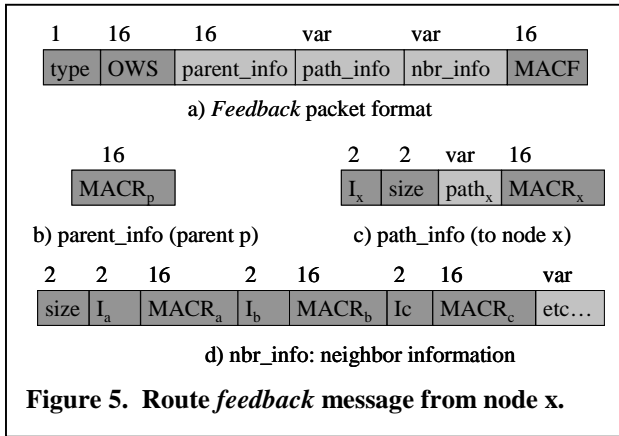 1 16 16 var var 16
type OWS parent_info path_info nbr_info MACF
a) Feedback packet format
16
MACRp
b) parent_info (parent p)
2 2 var 16
Ix size pathx MACRx
c) path_info (to node x)
2 2 16 2 16 2 16 var
size Ia MACRa Ib MACRb Ic MACRc etc…
d) nbr_info: neighbor information
Figure 5. Route feedback message from node x.